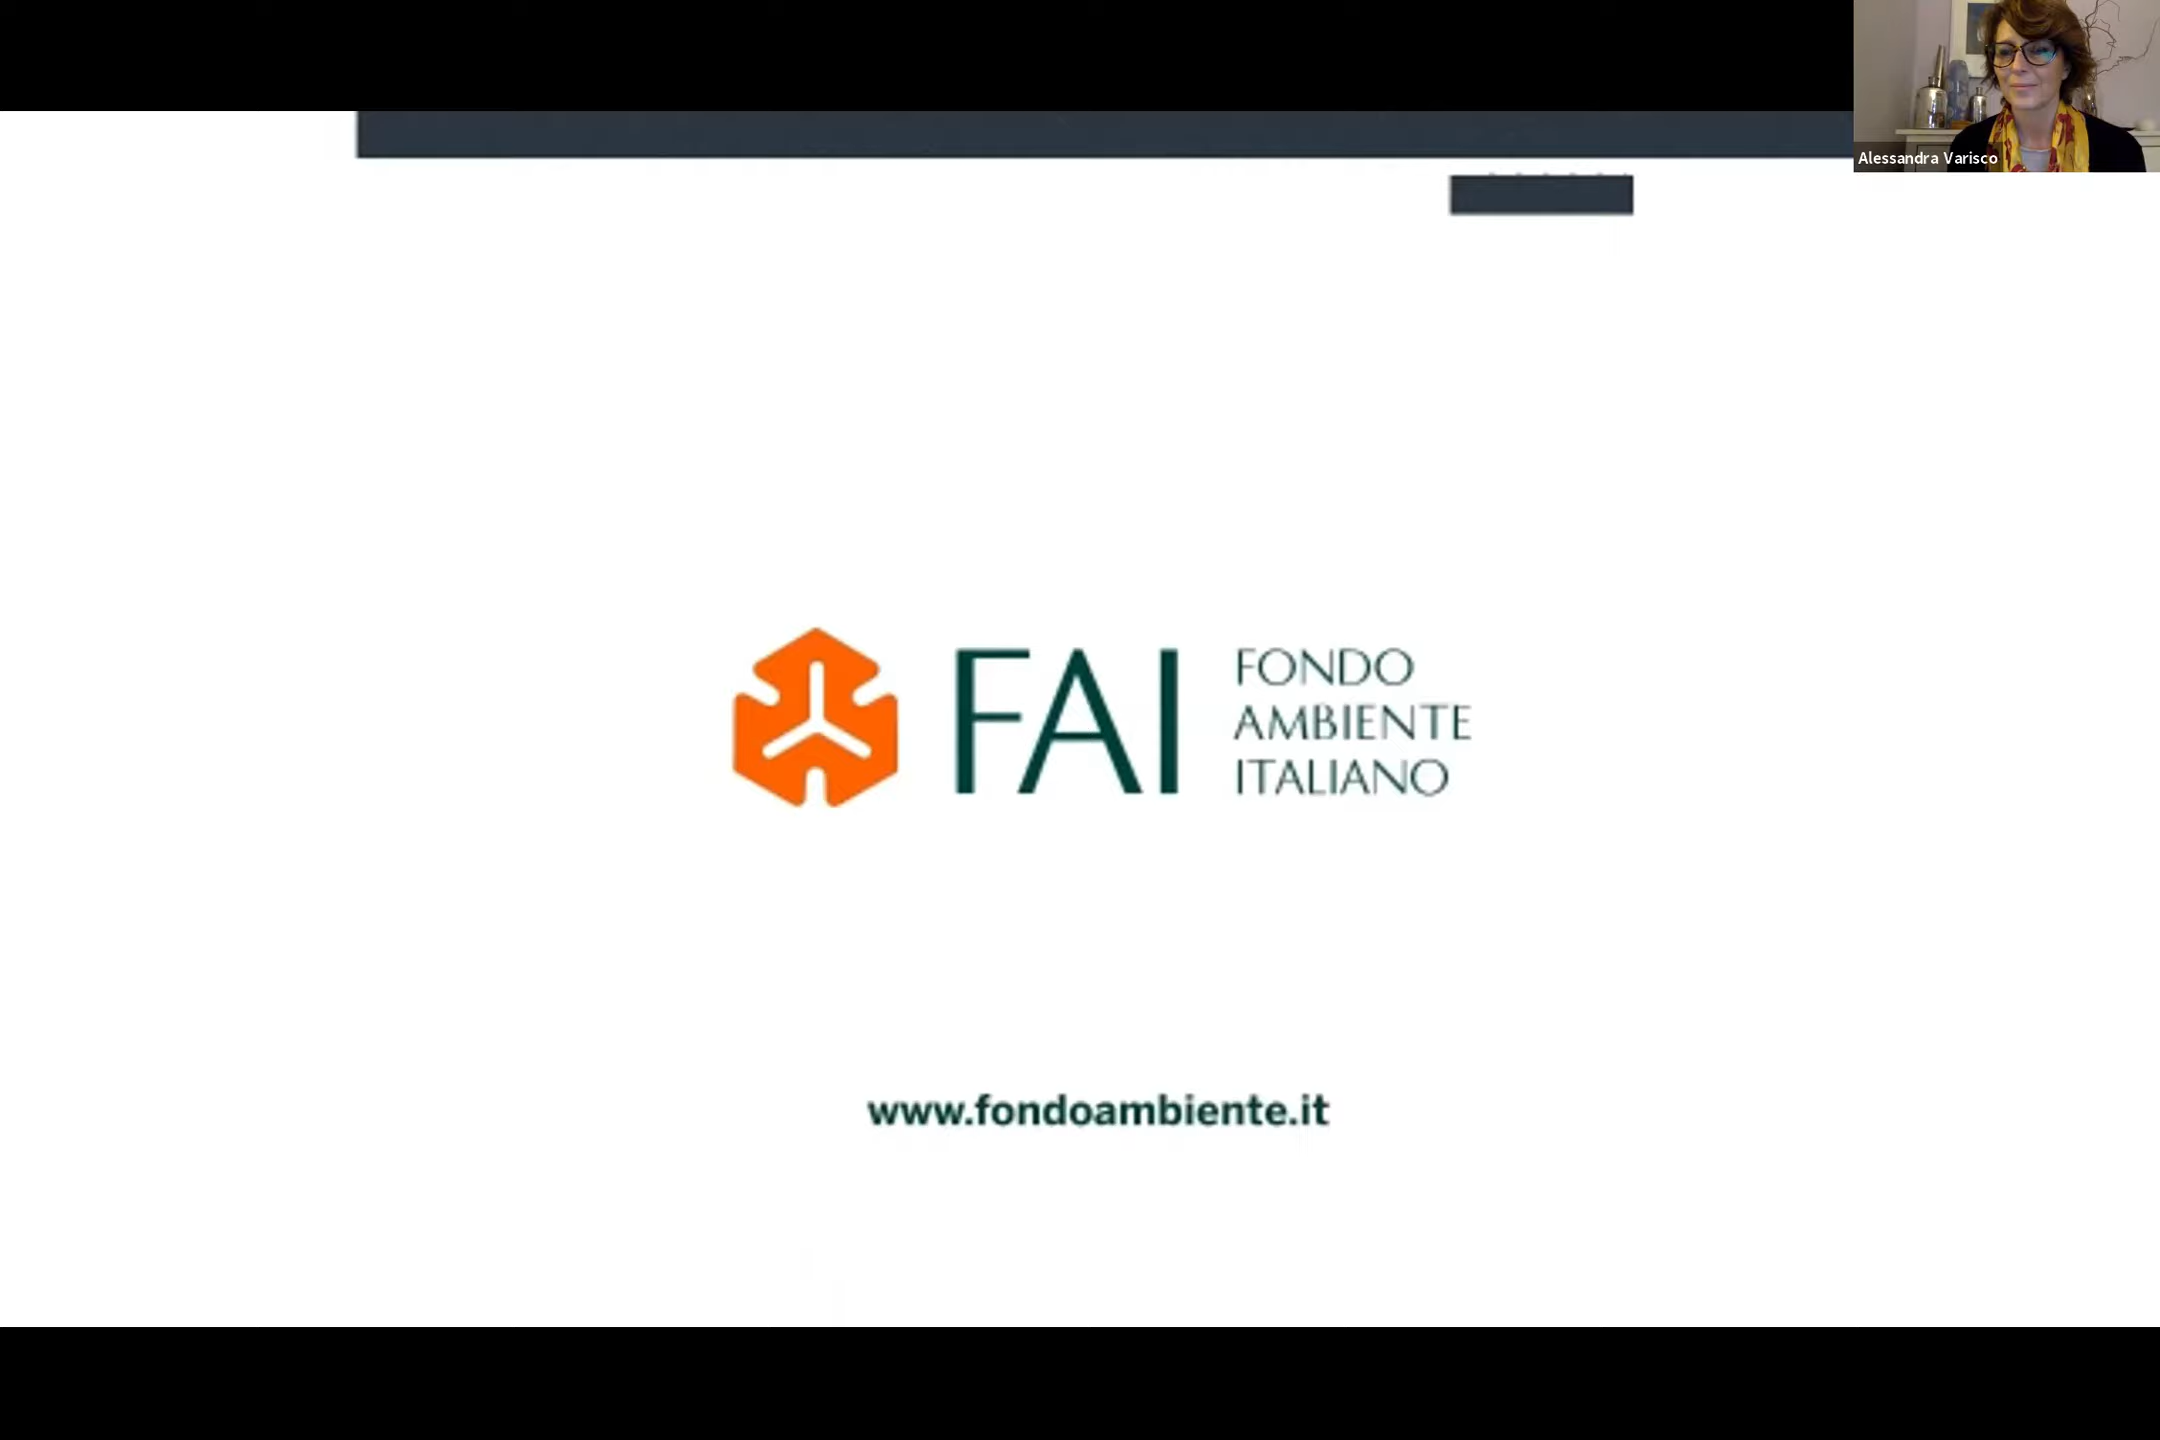 Alessandra Varisco
FAI
FONDO
AMBIENTE
ITALIANO
www.fondoambiente.it